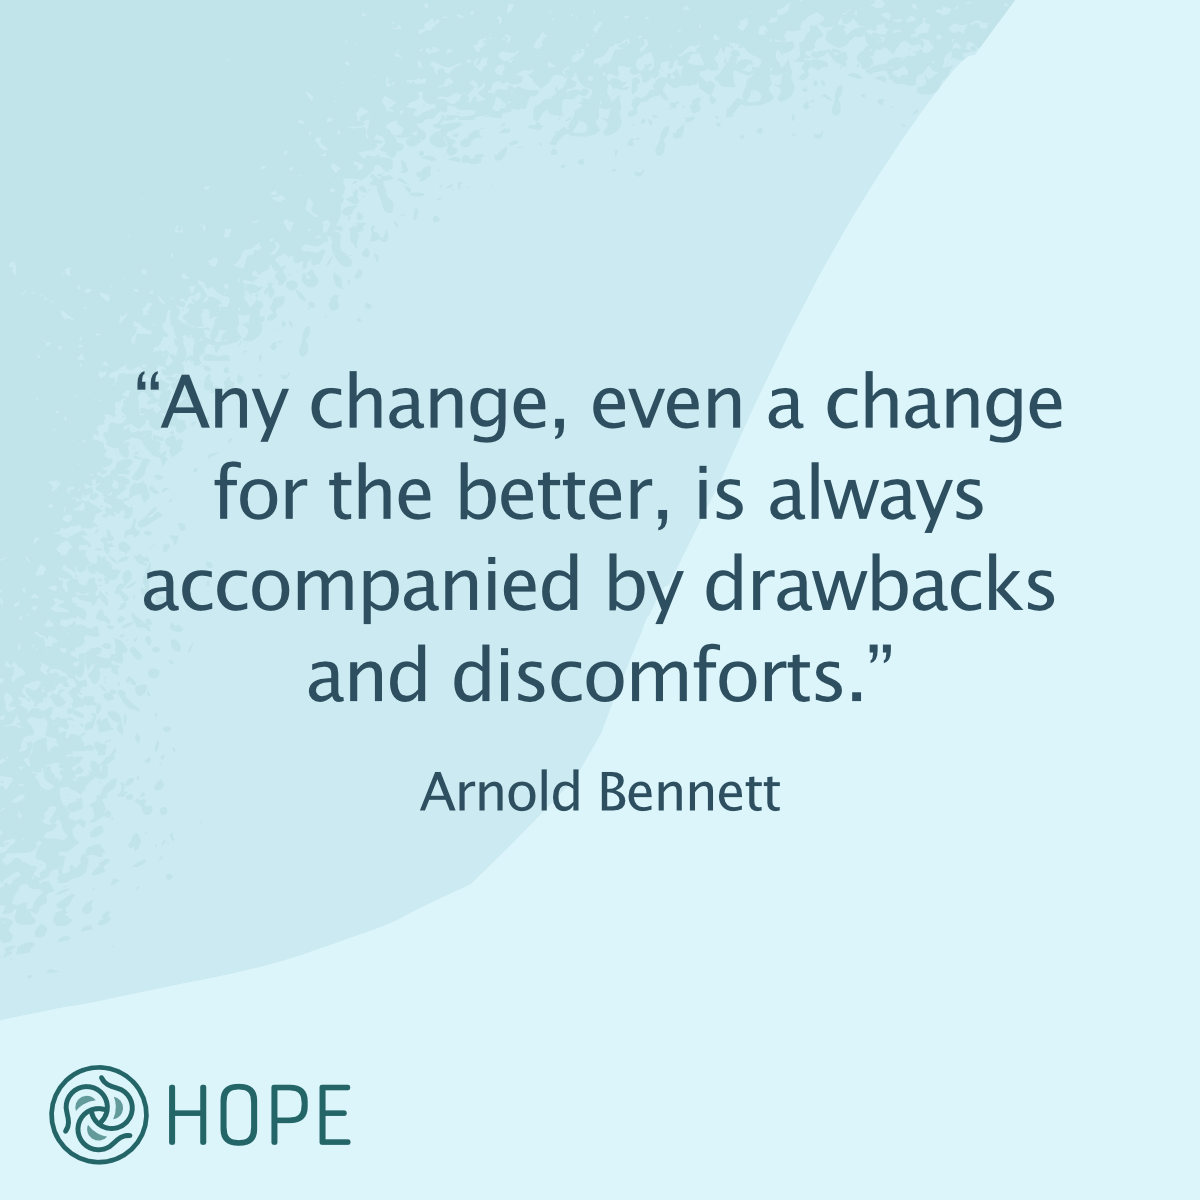 “Any change, even a change
for the better, is always
accompanied by drawbacks
and discomforts.”
Arnold Bennett
HOPE